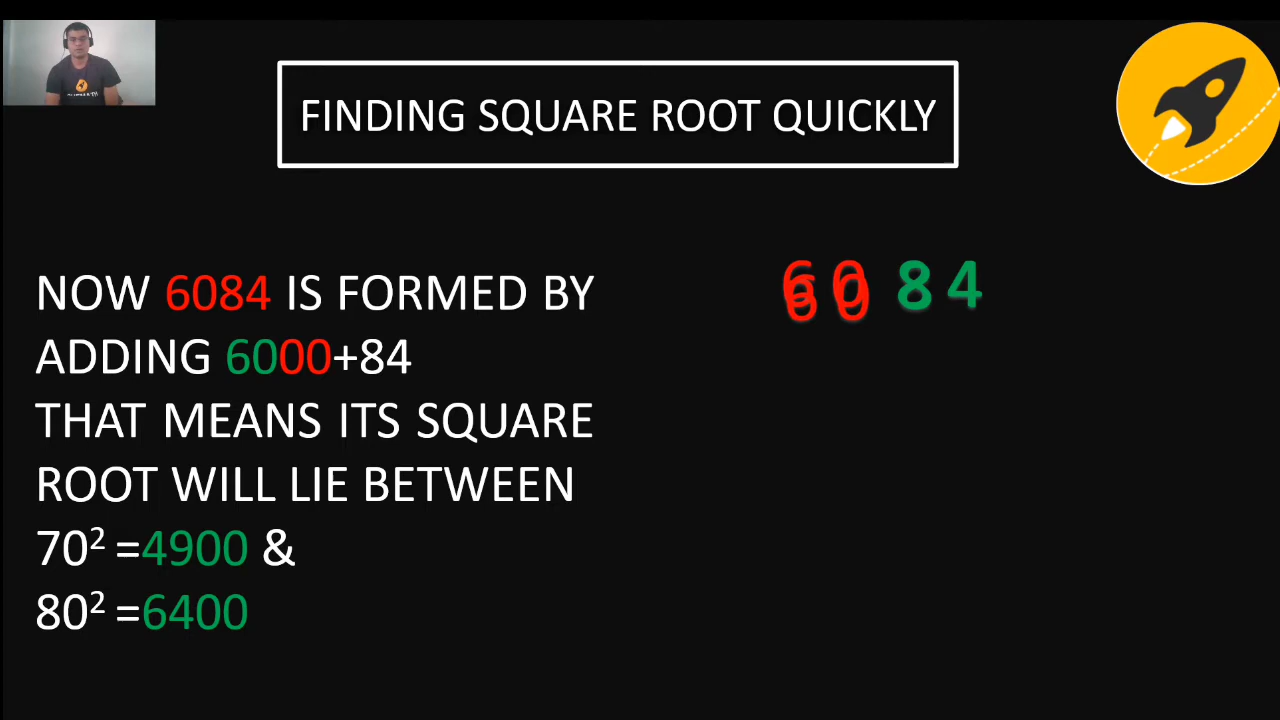 FINDING SQUARE ROOT QUICKLY
NOW 6084 IS FORMED BY
ADDING 6000+84
THAT MEANS ITS SQUARE
ROOT WILL LIE BETWEEN
70² =4900 &
80² =6400
60 84
60